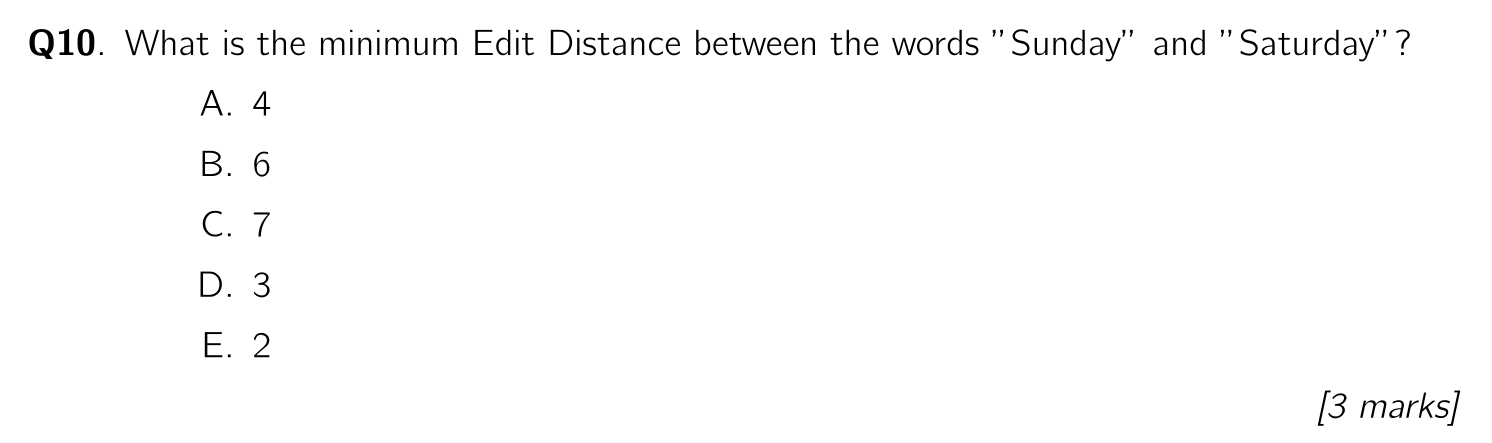 Q10. What is the minimum Edit Distance between the words ”Sunday” and ”Saturday”?
A. 4
B. 6
C. 7
D. 3
E. 2
[3 marks]